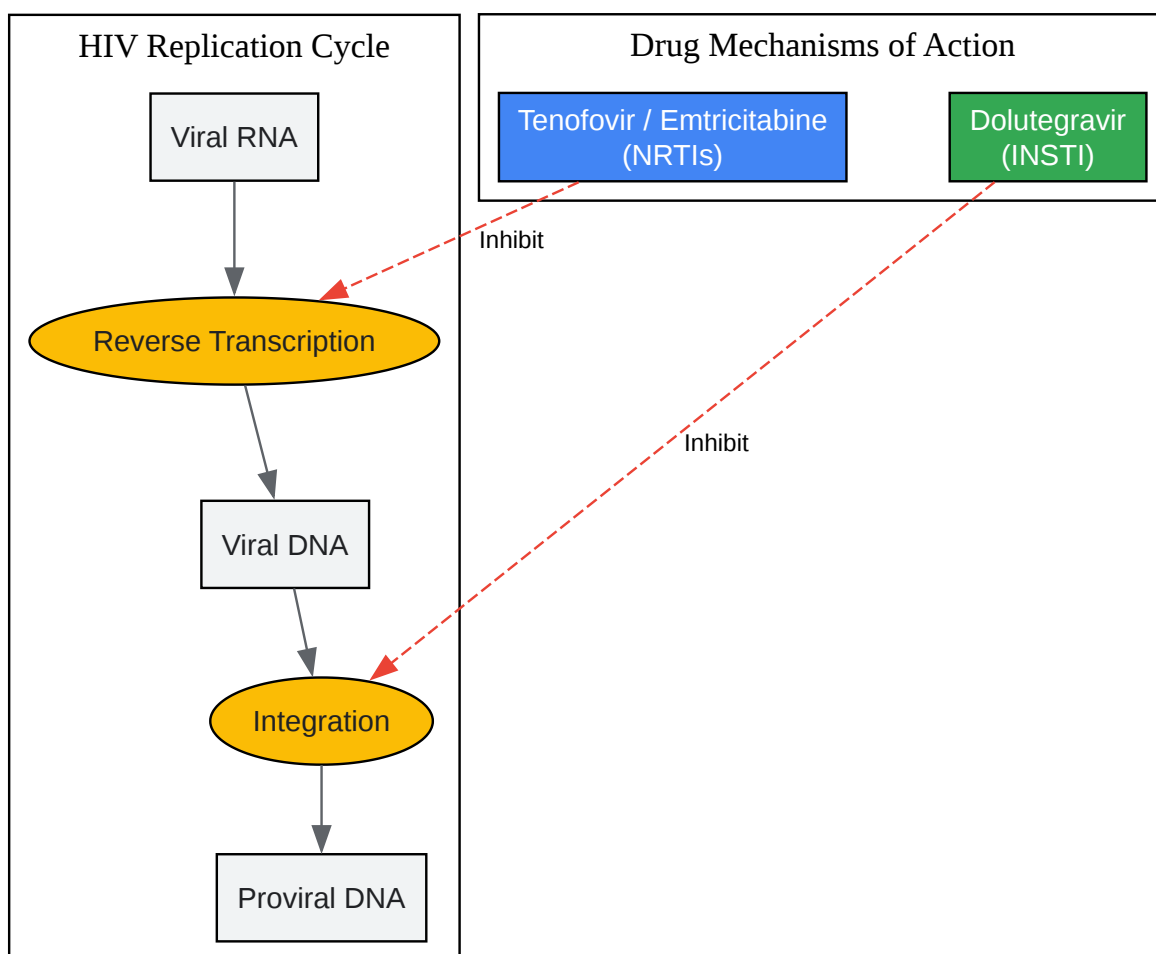 HIV Replication Cycle
Viral RNA
Reverse Transcription
Viral DNA
Integration
Proviral DNA
Drug Mechanisms of Action
Tenofovir / Emtricitabine
(NRTIs)
Dolutegravir
(INSTI)
Inhibit
Inhibit